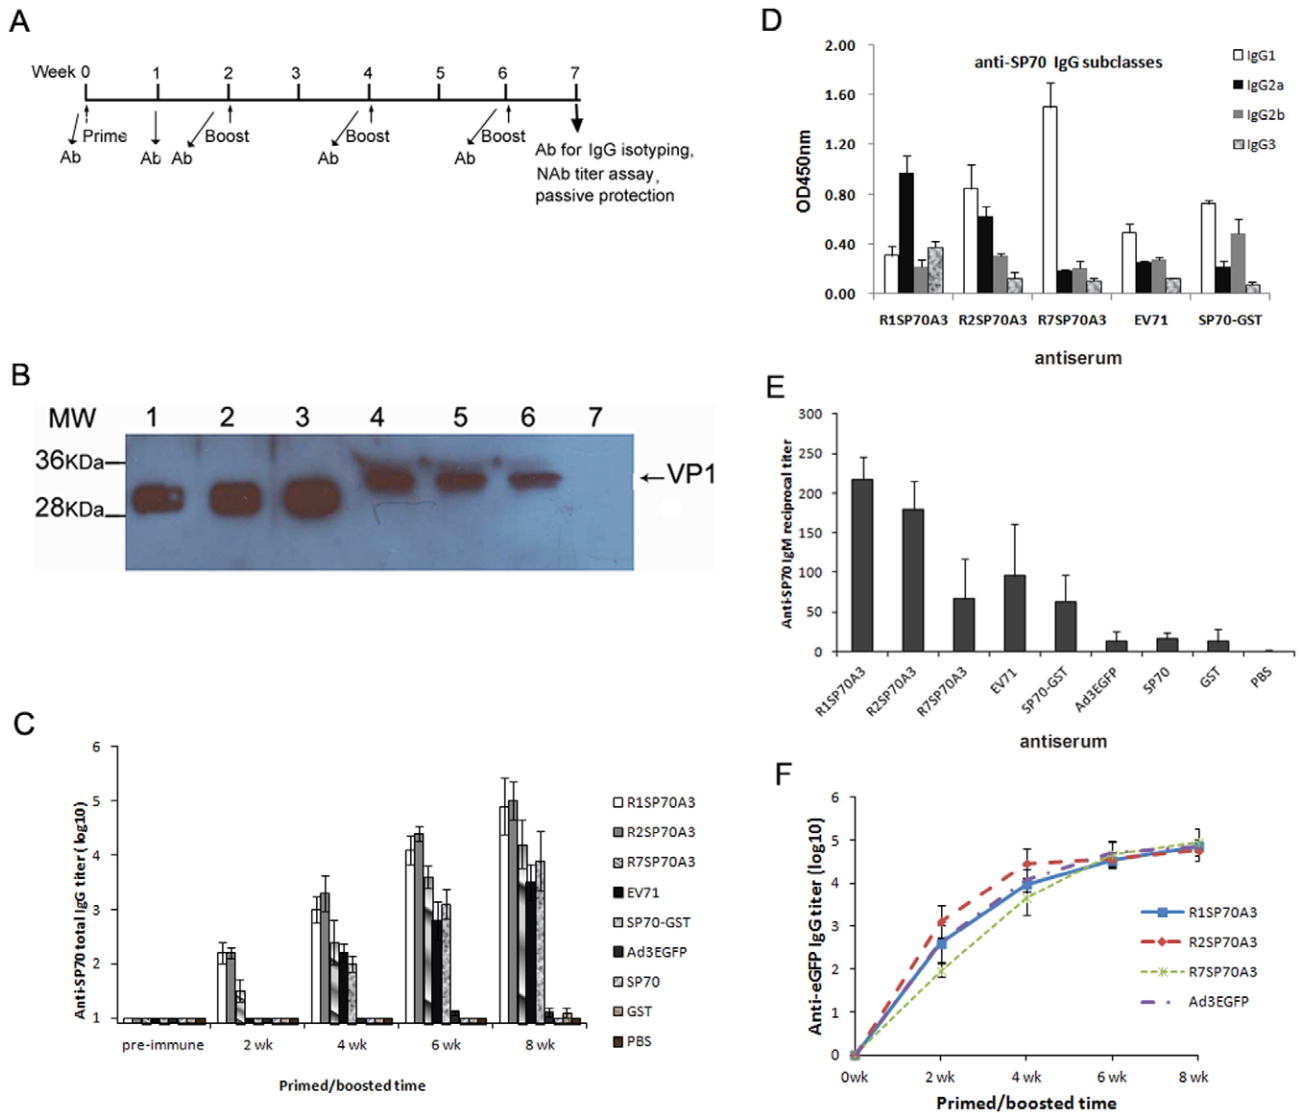 A
Week 0 1 2 3 4 5 6 7
Prime Boost Boost Boost
Ab Ab Ab Ab Ab
Ab for IgG isotyping,
NAb titer assay,
passive protection
B
MW 1 2 3 4 5 6 7
36KDa
←VP1
28KDa
C
Anti-SP70 total IgG titer ( log10)
6
5
4
3
2
1
pre-immune 2 wk 4 wk 6 wk 8 wk
Primed/boosted time
R1SP70A3
R2SP70A3
R7SP70A3
EV71
SP70-GST
Ad3EGFP
SP70
GST
PBS
D
anti-SP70 IgG subclasses
OD450nm
2.00
1.60
1.20
0.80
0.40
0.00
IgG1
IgG2a
IgG2b
IgG3
R1SP70A3 R2SP70A3 R7SP70A3 EV71 SP70-GST
antiserum
E
Anti-SP70 IgM reciprocal titer
300
250
200
150
100
50
0
R1SP70A3 R2SP70A3 R7SP70A3 EV71 SP70-GST Ad3EGFP SP70 GST PBS
antiserum
F
Anti-eGFP IgG titer (log10)
6
5
4
3
2
1
0
0wk 2 wk 4 wk 6 wk 8 wk
Primed/boosted time
R1SP70A3
R2SP70A3
R7SP70A3
Ad3EGFP